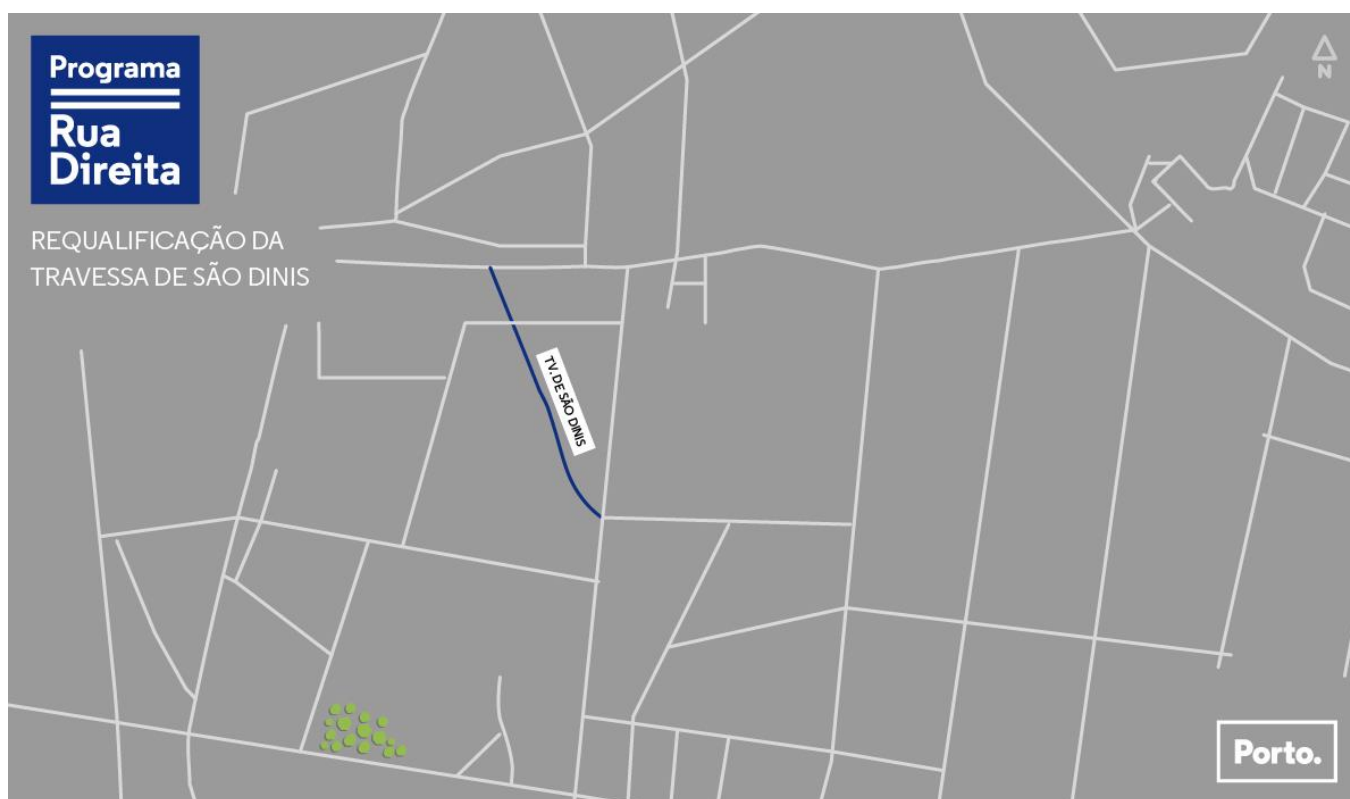 Programa
Rua
Direita
REQUALIFICAÇÃO DA
TRAVESSA DE SÃO DINIS
N
TV. DE SÃO DINIS
Porto.